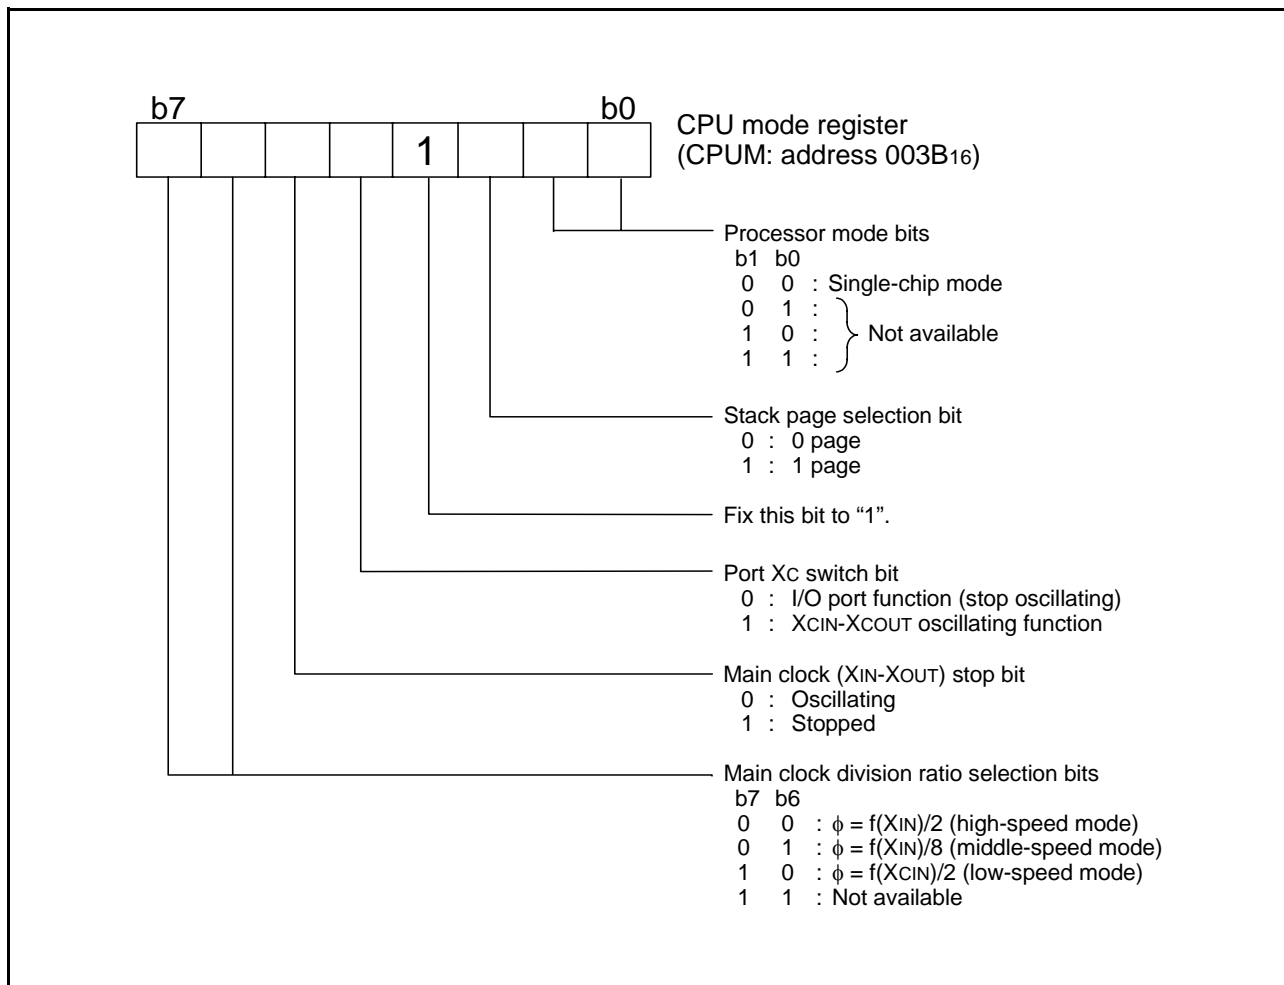 b7 b0
CPU mode register
(CPUM: address 003B16)
1
Processor mode bits
b1 b0
0 0 : Single-chip mode
0 1 :
1 0 : Not available
1 1 :
Stack page selection bit
0 : 0 page
1 : 1 page
Fix this bit to “1”.
Port XC switch bit
0 : I/O port function (stop oscillating)
1 : XCIN-XCOUT oscillating function
Main clock (XIN-XOUT) stop bit
0 : Oscillating
1 : Stopped
Main clock division ratio selection bits
b7 b6
0 0 : ϕ = f(XIN)/2 (high-speed mode)
0 1 : ϕ = f(XIN)/8 (middle-speed mode)
1 0 : ϕ = f(XCIN)/2 (low-speed mode)
1 1 : Not available